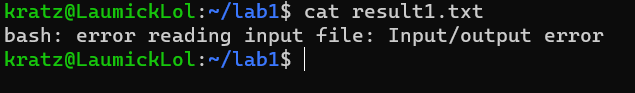 kratz@LaumickLol:~/lab1$ cat result1.txt
bash: error reading input file: Input/output error
kratz@LaumickLol:~/lab1$